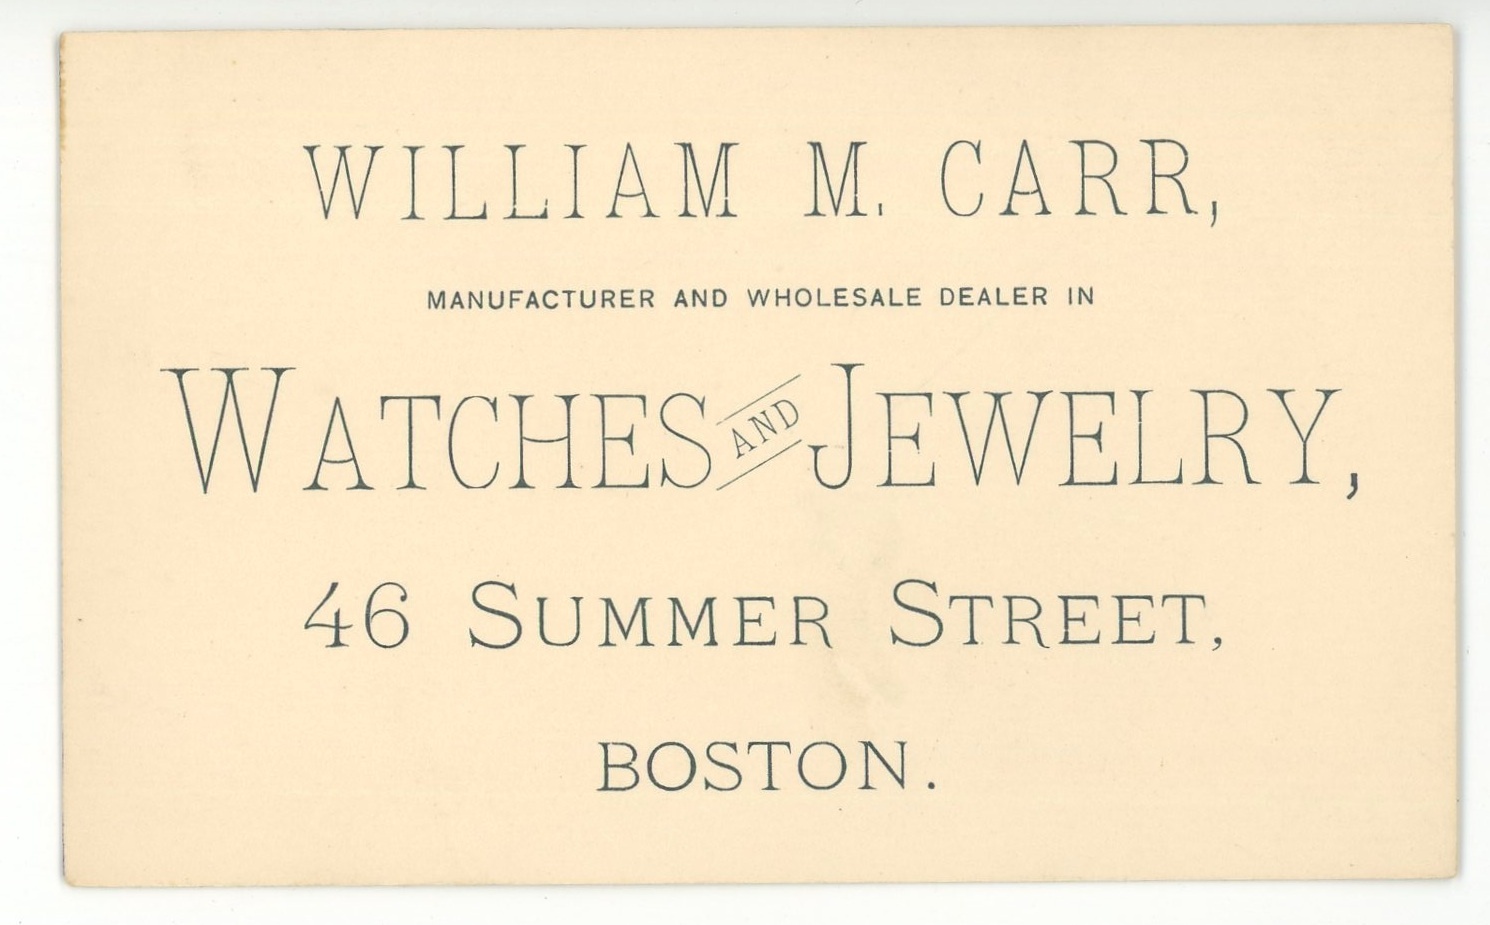 WILLIAM M. CARR,
MANUFACTURER AND WHOLESALE DEALER IN
WATCHES AND JEWELRY,
46 SUMMER STREET,
BOSTON.